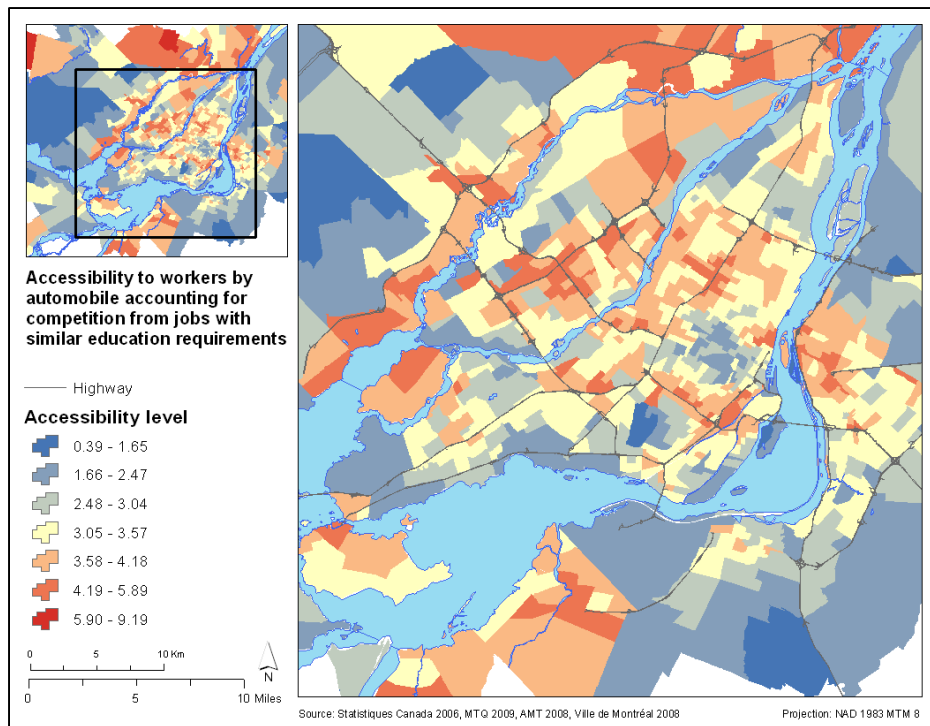 Accessibility to workers by
automobile accounting for
competition from jobs with
similar education requirements
Highway
Accessibility level
0.39 - 1.65
1.66 - 2.47
2.48 - 3.04
3.05 - 3.57
3.58 - 4.18
4.19 - 5.89
5.90 - 9.19
0 5 10 Km
N
0 5 10 Miles
Source: Statistiques Canada 2006, MTQ 2009, AMT 2008, Ville de Montréal 2008 Projection: NAD 1983 MTM 8